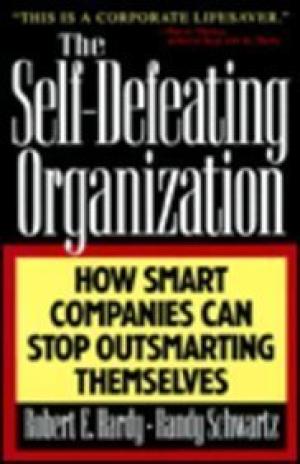 "THIS IS A CORPORATE LIFESAVER."
The
Self-Defeating
Organization
HOW SMART
COMPANIES CAN
STOP OUTSMARTING
THEMSELVES
Robert E. Hardy · Randy Schwartz